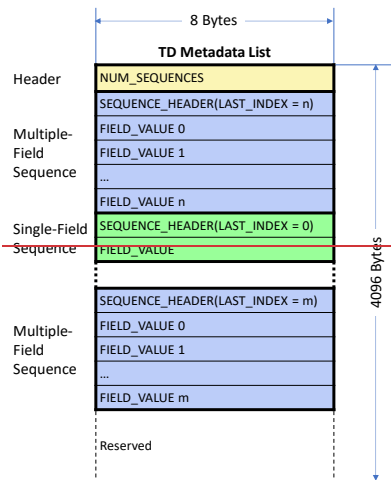 8 Bytes
TD Metadata List
Header
NUM_SEQUENCES
Multiple-
Field
Sequence
SEQUENCE_HEADER(LAST_INDEX = n)
FIELD_VALUE 0
FIELD_VALUE 1
...
FIELD_VALUE n
Single-Field
Sequence
SEQUENCE_HEADER(LAST_INDEX = 0)
FIELD_VALUE
4096 Bytes
Multiple-
Field
Sequence
SEQUENCE_HEADER(LAST_INDEX = m)
FIELD_VALUE 0
FIELD_VALUE 1
...
FIELD_VALUE m
Reserved